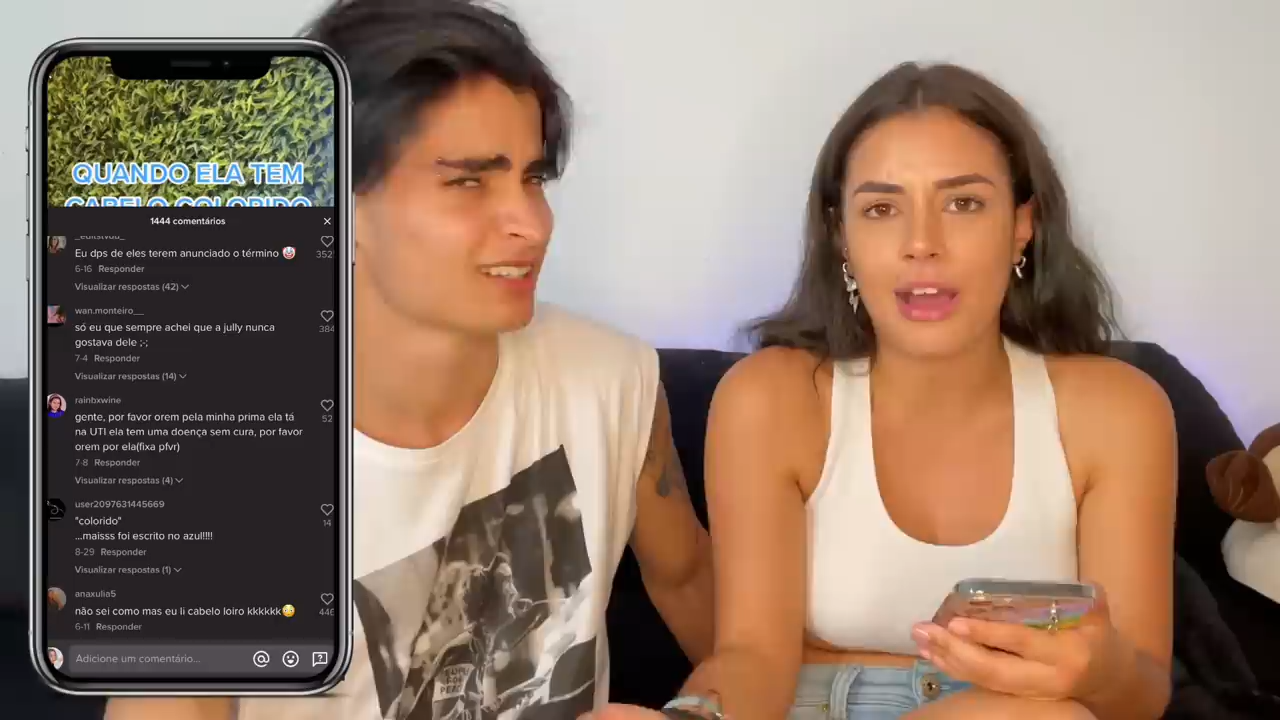 QUANDO ELA TEM
CABELO COLORIDO
1444 comentários
Eu dps de eles terem anunciado o término 🤡
352
6-16 Responder
Visualizar respostas (42)
wan.monteiro__
só eu que sempre achei que a jully nunca
gostava dele ;-;
384
7-4 Responder
Visualizar respostas (14)
rainbxwine
gente, por favor orem pela minha prima ela tá
na UTI ela tem uma doença sem cura, por favor
orem por ela(fixa pfvr)
52
7-8 Responder
Visualizar respostas (4)
user2097631445669
"colorido"
...maisss foi escrito no azul!!!!
14
8-29 Responder
Visualizar respostas (1)
anaxulia5
não sei como mas eu li cabelo loiro kkkkkk😳
446
6-11 Responder
Adicione um comentário...